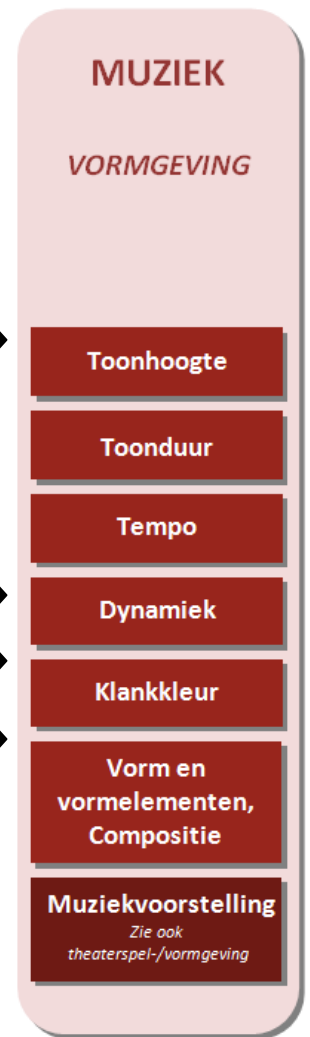 MUZIEK
VORMGEVING
Toonhoogte
Toonduur
Tempo
Dynamiek
Klankkleur
Vorm en
vormelementen,
Compositie
Muziekvoorstelling
Zie ook
theaterspel-/vormgeving